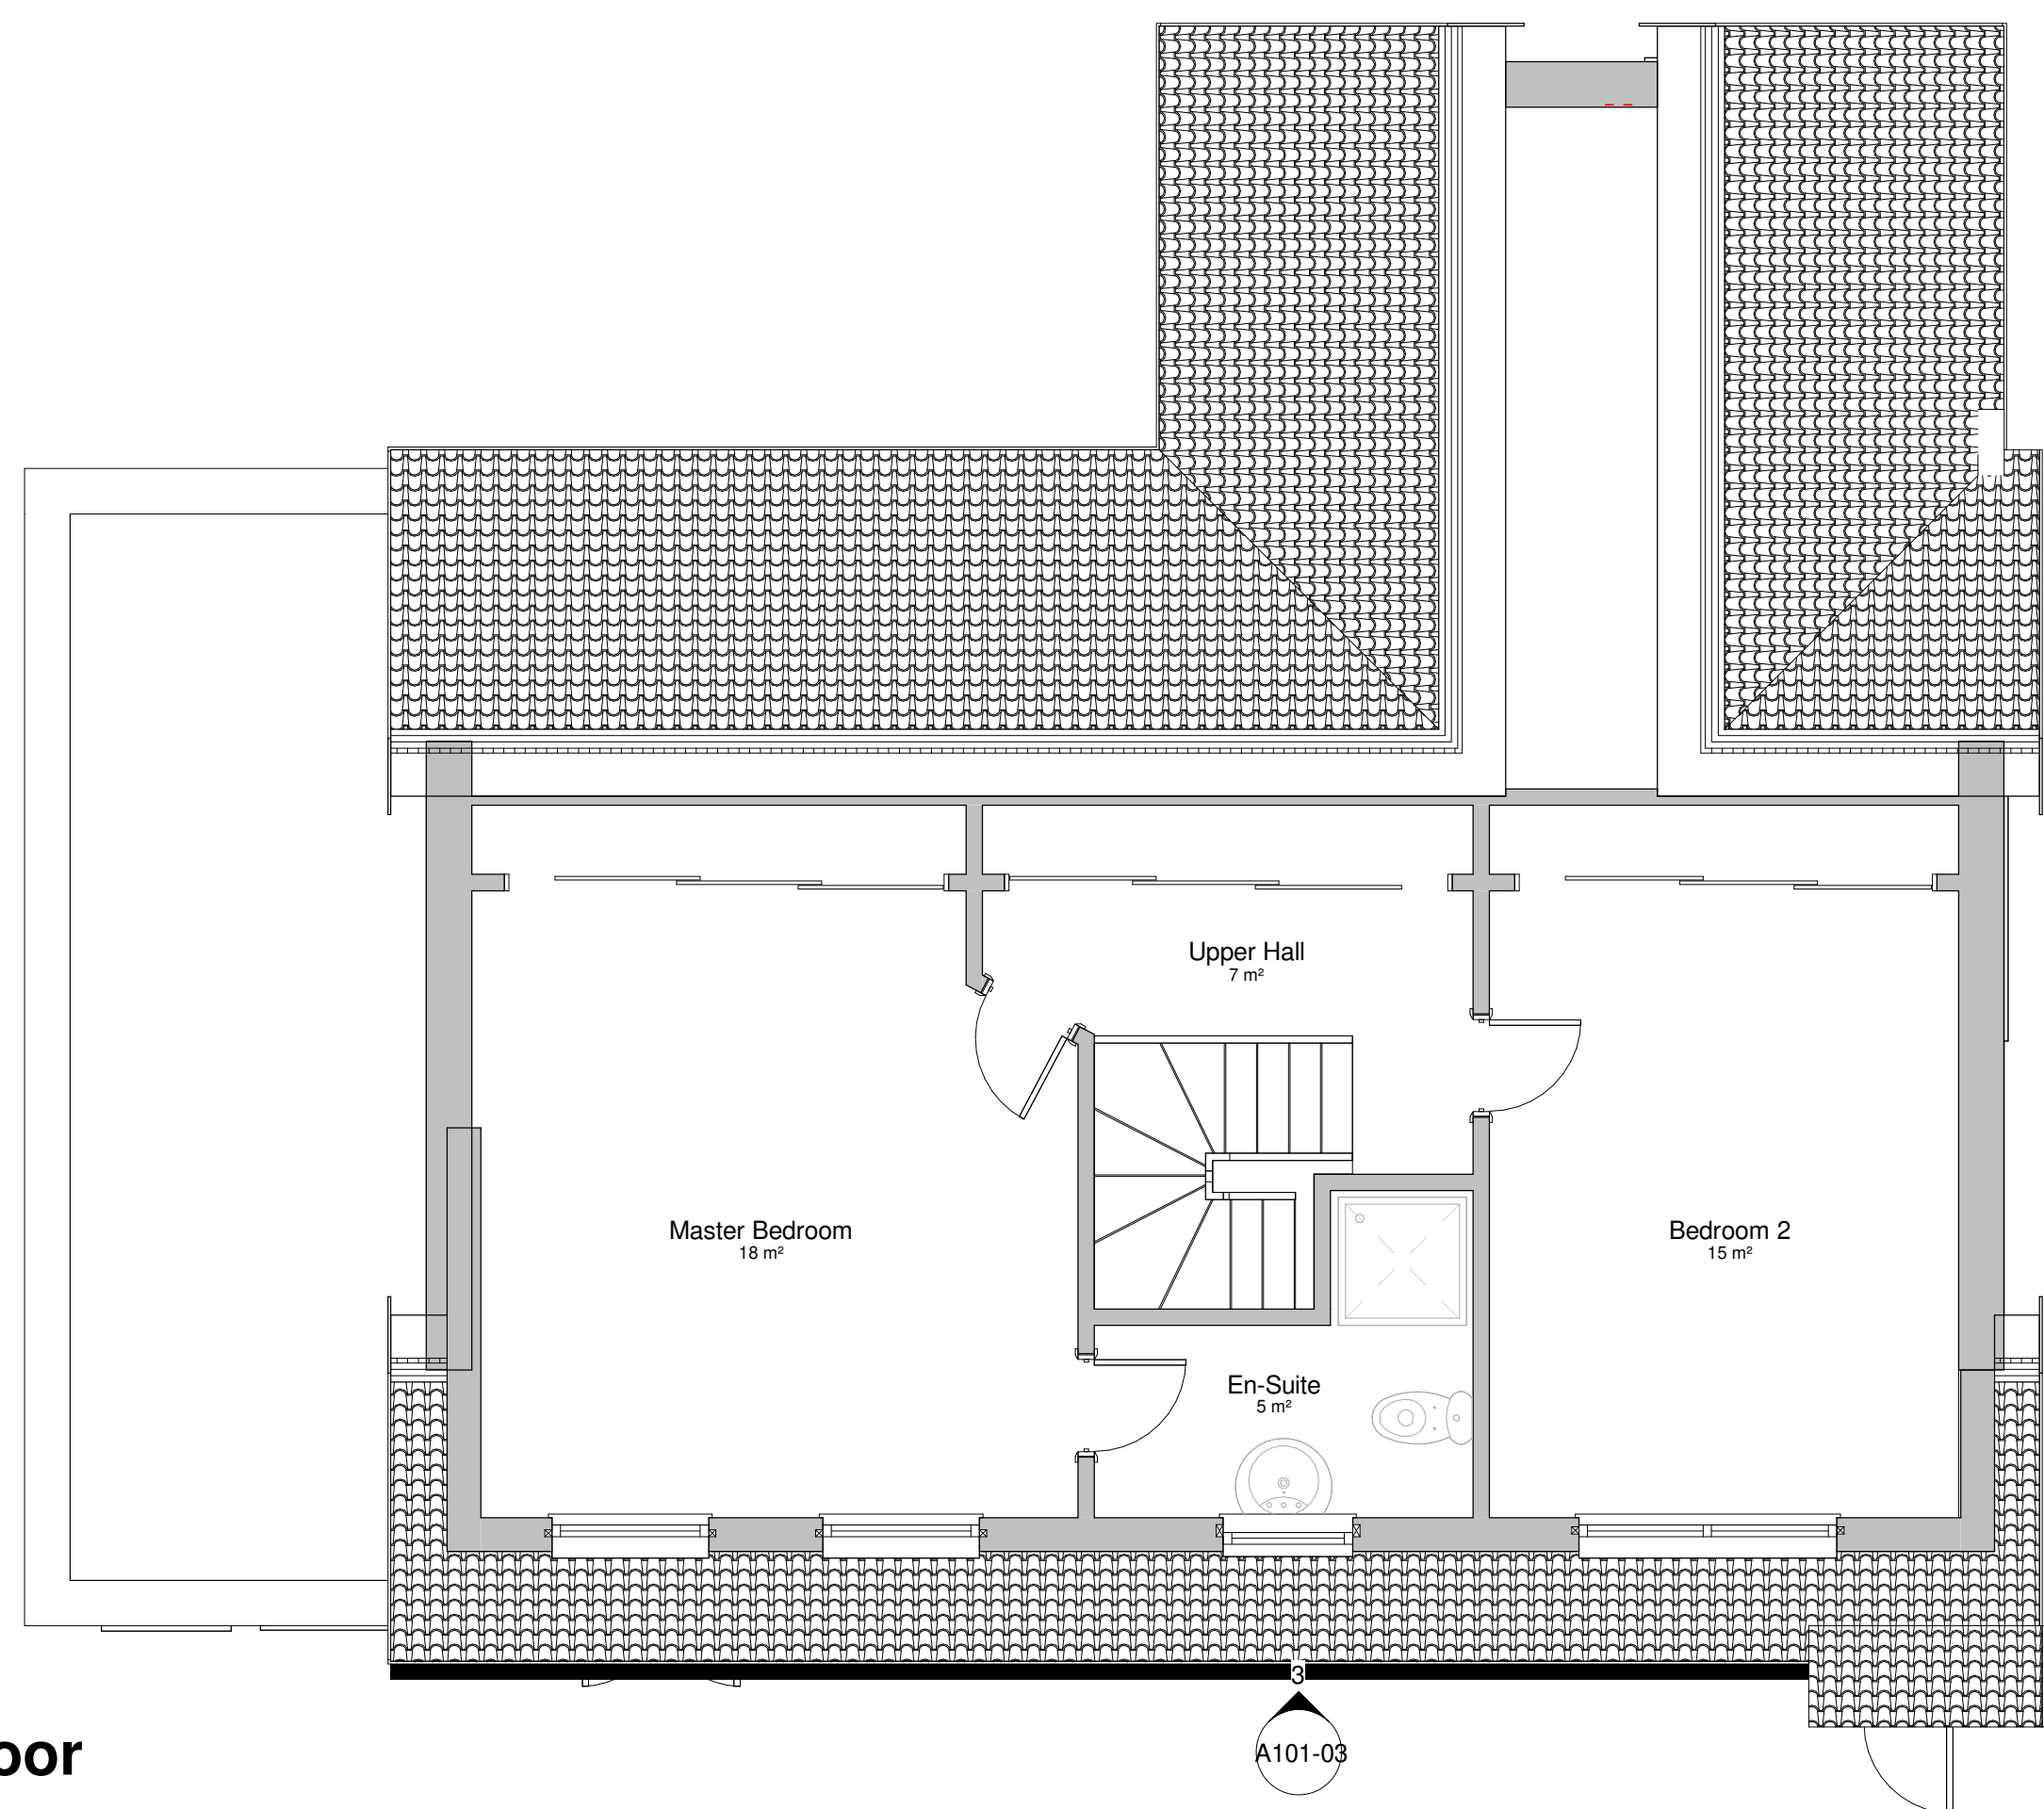 Upper Hall
7 m²
Master Bedroom
18 m²
Bedroom 2
15 m²
En-Suite
5 m²
3
A101-03
oor